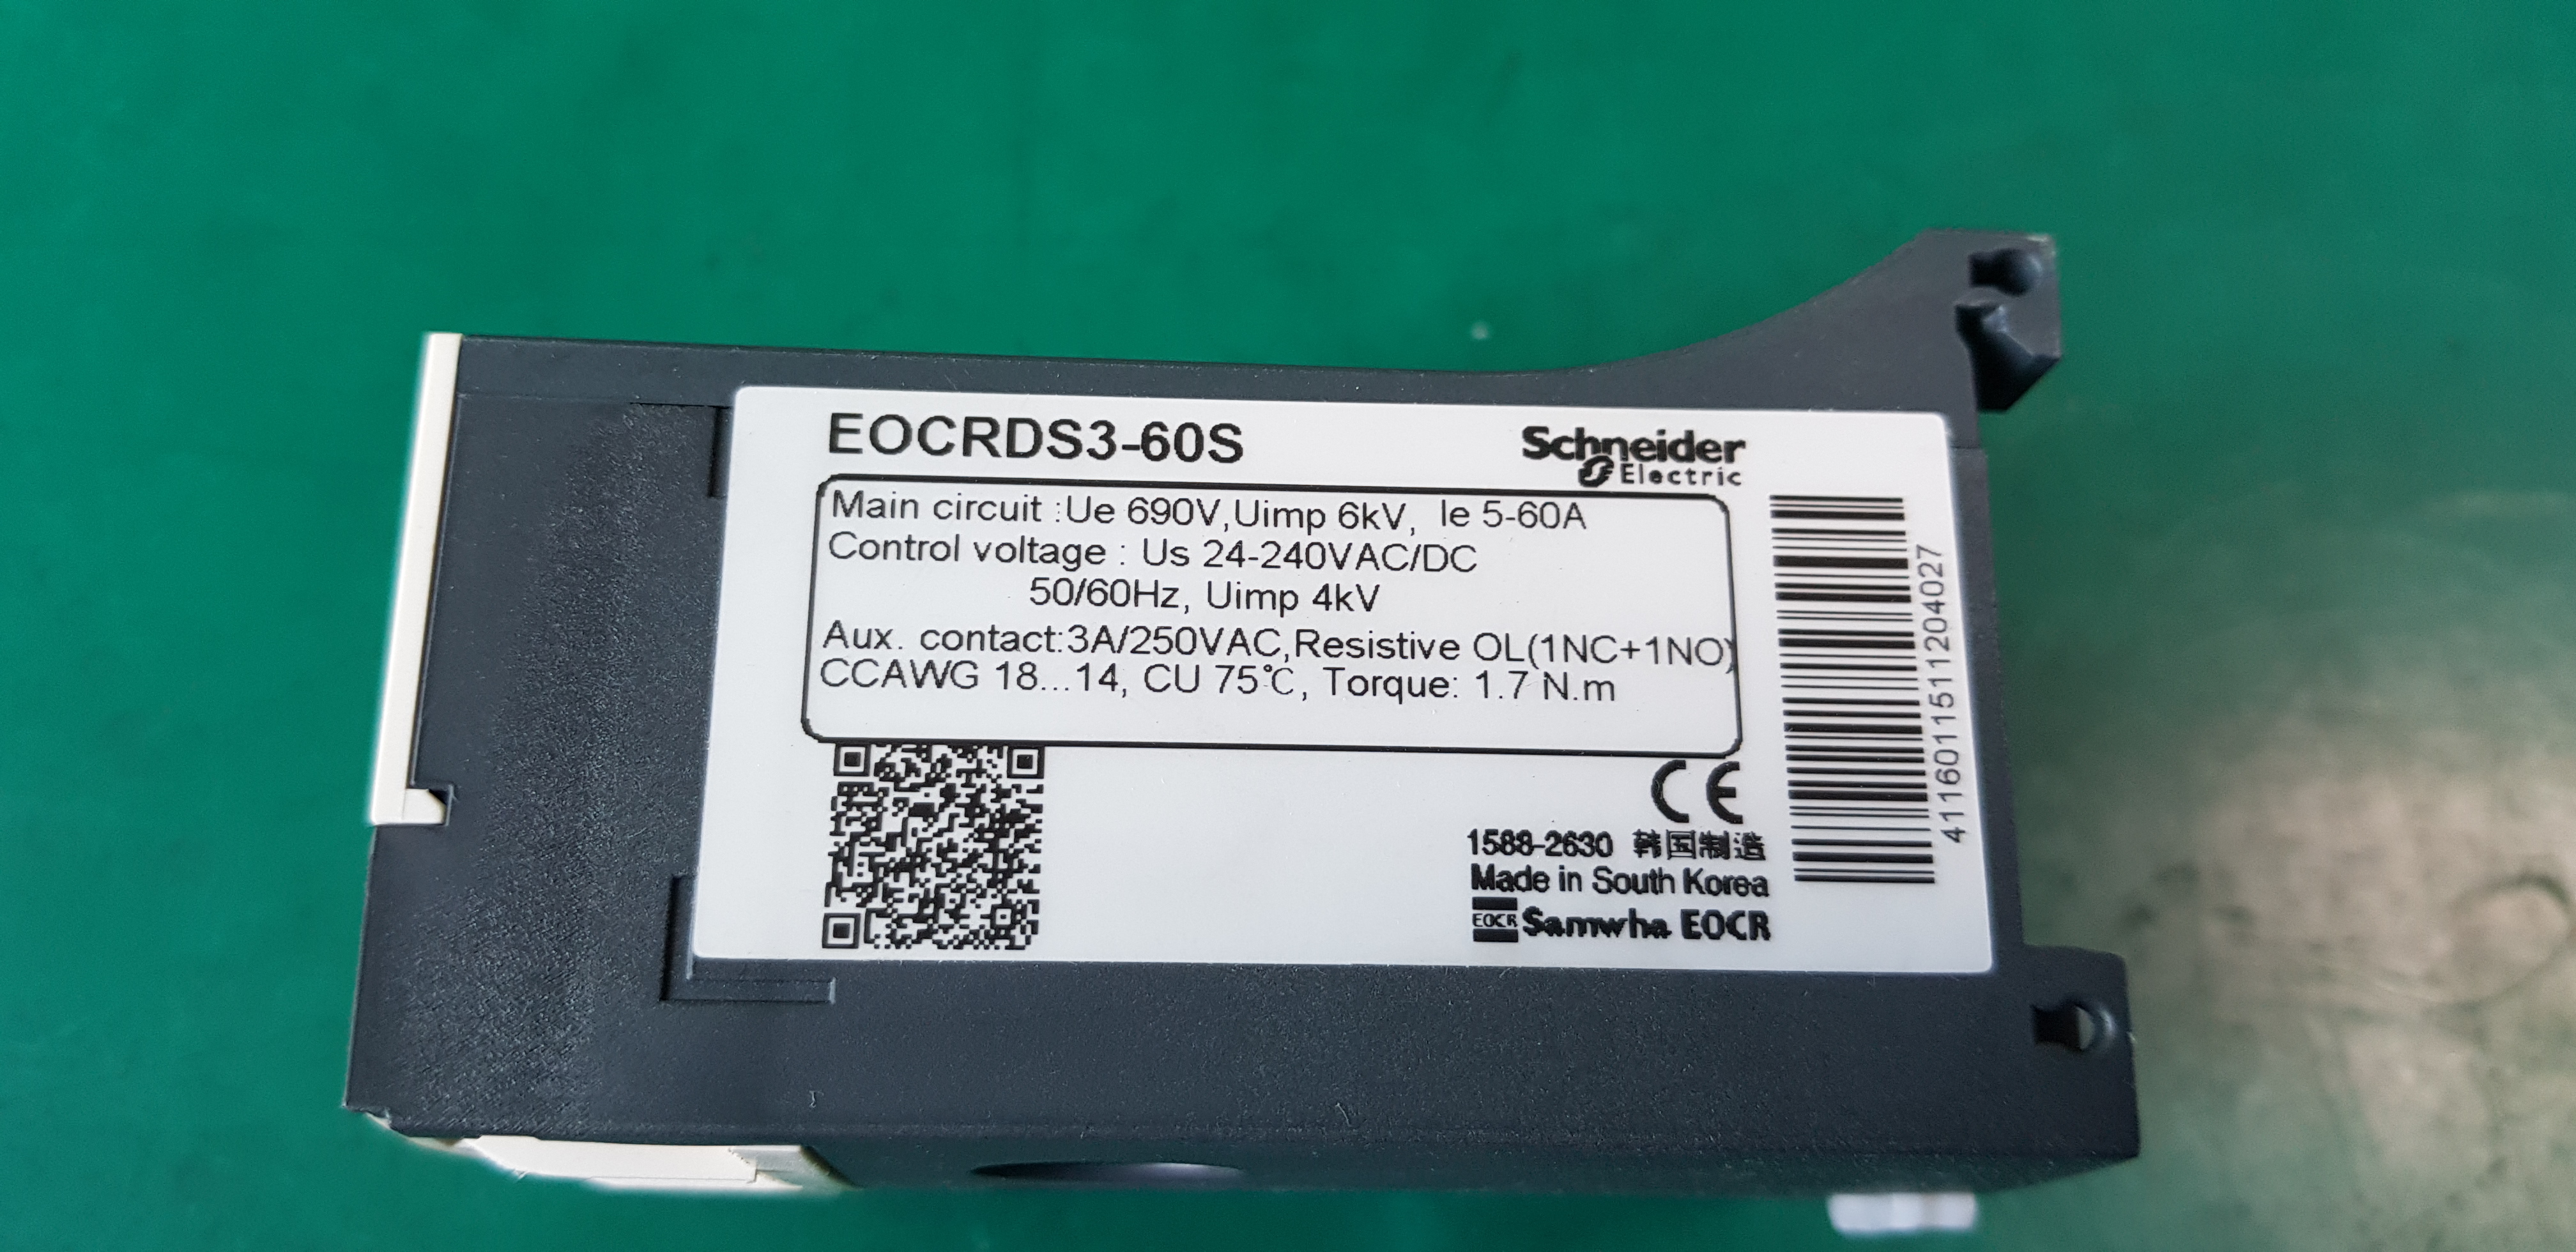 EOCRDS3-60S
Schneider
Electric
Main circuit :Ue 690V,Uimp 6kV, Ie 5-60A
Control voltage : Us 24-240VAC/DC
50/60Hz, Uimp 4kV
Aux. contact:3A/250VAC,Resistive OL(1NC+1NO)
CCAWG 18...14, CU 75℃, Torque: 1.7 N.m
41160115112040​27
CE
1588-2630 韩国制造
Made in South Korea
EOCR Samwha EOCR